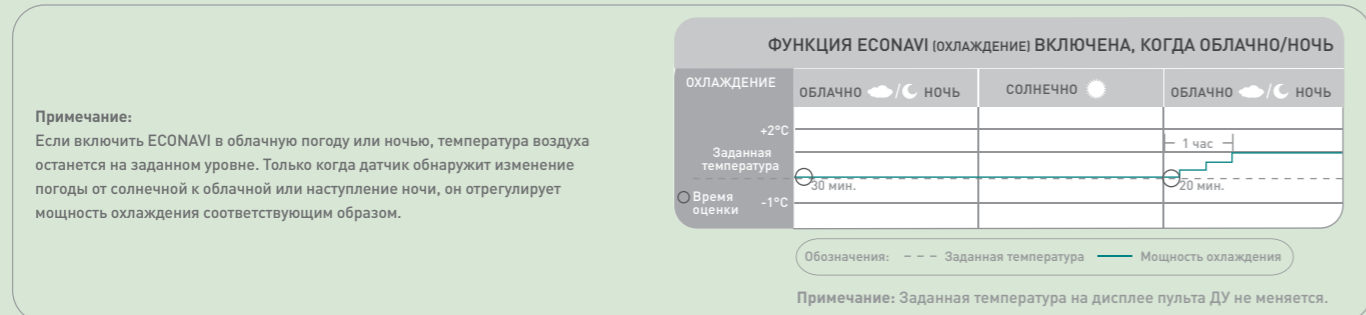 Примечание:
Если включить ECONAVI в облачную погоду или ночью, температура воздуха
останется на заданном уровне. Только когда датчик обнаружит изменение
погоды от солнечной к облачной или наступление ночи, он отрегулирует
мощность охлаждения соответствующим образом.
ФУНКЦИЯ ECONAVI (ОХЛАЖДЕНИЕ) ВКЛЮЧЕНА, КОГДА ОБЛАЧНО/НОЧЬ
ОХЛАЖДЕНИЕ
ОБЛАЧНО / НОЧЬ
СОЛНЕЧНО
ОБЛАЧНО / НОЧЬ
+2°C
1 час
Заданная
температура
30 мин.
20 мин.
Время
оценки
-1°C
Обозначения: Заданная температура Мощность охлаждения
Примечание: Заданная температура на дисплее пульта ДУ не меняется.